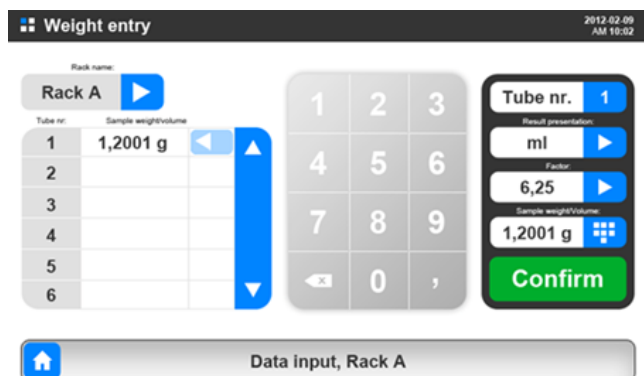 Weight entry
2012-02-09
AM 10:02
Rack name:
Rack A
Tube nr:
Sample weight/volume
1
1,2001 g
2
3
4
5
6
1 2 3
4 5 6
7 8 9
0 ,
Tube nr. 1
Result presentation:
ml
Factor:
6,25
Sample weight/Volume:
1,2001 g
Confirm
Data input, Rack A